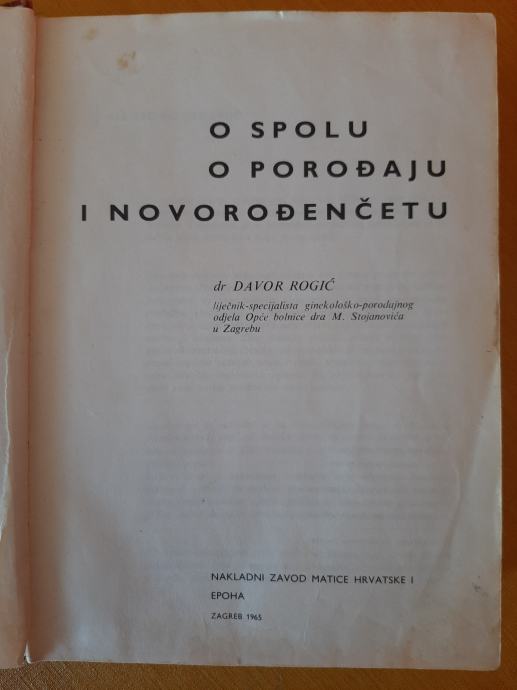 O SPOLU
O POROĐAJU
I NOVOROĐENČETU
dr DAVOR ROGIĆ
liječnik-specijalista ginekološko-porođajnog
odjela Opće bolnice dra M. Stojanovića
u Zagrebu
NAKLADNI ZAVOD MATICE HRVATSKE I
EPOHA
ZAGREB 1965